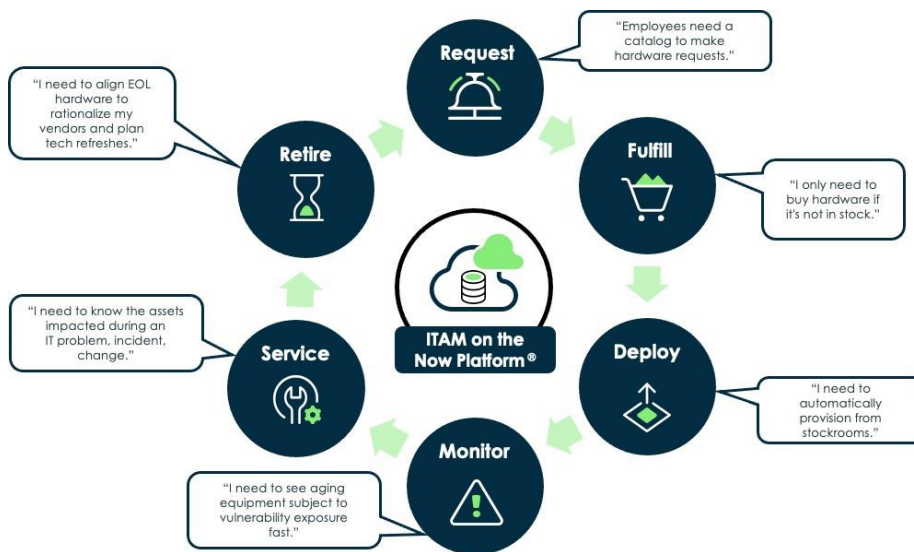 Request
“Employees need a
catalog to make
hardware requests.”
Fulfill
“I only need to
buy hardware if
it's not in stock.”
Deploy
“I need to
automatically
provision from
stockrooms.”
Monitor
“I need to see aging
equipment subject to
vulnerability exposure
fast.”
Service
“I need to know the assets
impacted during an
IT problem, incident,
change.”
Retire
“I need to align EOL
hardware to
rationalize my
vendors and plan
tech refreshes.”
ITAM on the
Now Platform®